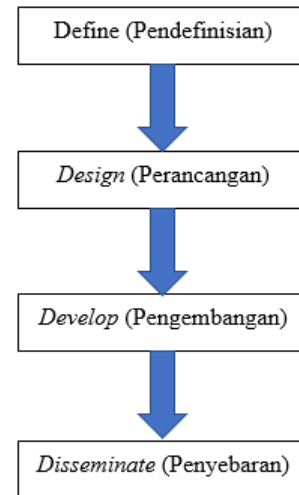 Define (Pendefinisian)
Design (Perancangan)
Develop (Pengembangan)
Disseminate (Penyebaran)